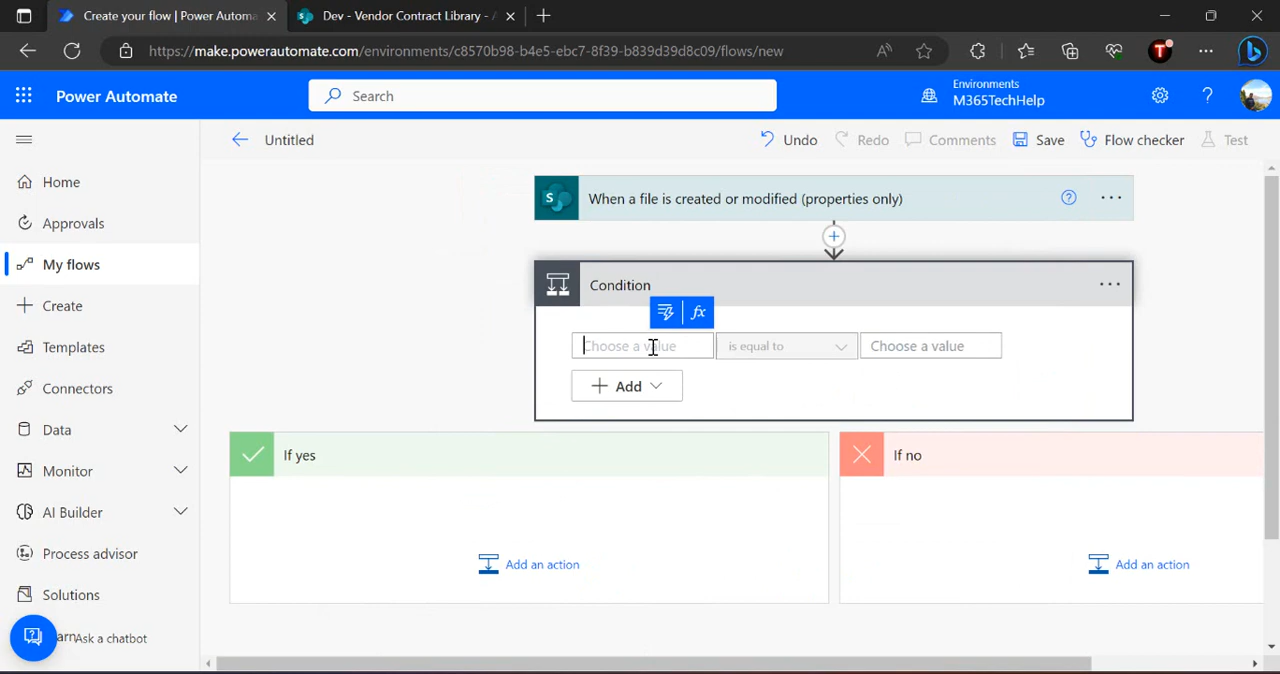 Create your flow | Power Automa
Dev - Vendor Contract Library - /
https://make.powerautomate.com/environments/c8570b98-b4e5-ebc7-8f39-b839d39d8c09/flows/new
T
Power Automate
Search
Environments
M365TechHelp
Untitled
Undo
Redo
Comments
Save
Flow checker
Test
Home
Approvals
My flows
Create
Templates
Connectors
Data
Monitor
AI Builder
Process advisor
Solutions
arn
Ask a chatbot
S
When a file is created or modified (properties only)
Condition
fx
Choose a value
is equal to
Choose a value
Add
If yes
If no
Add an action
Add an action